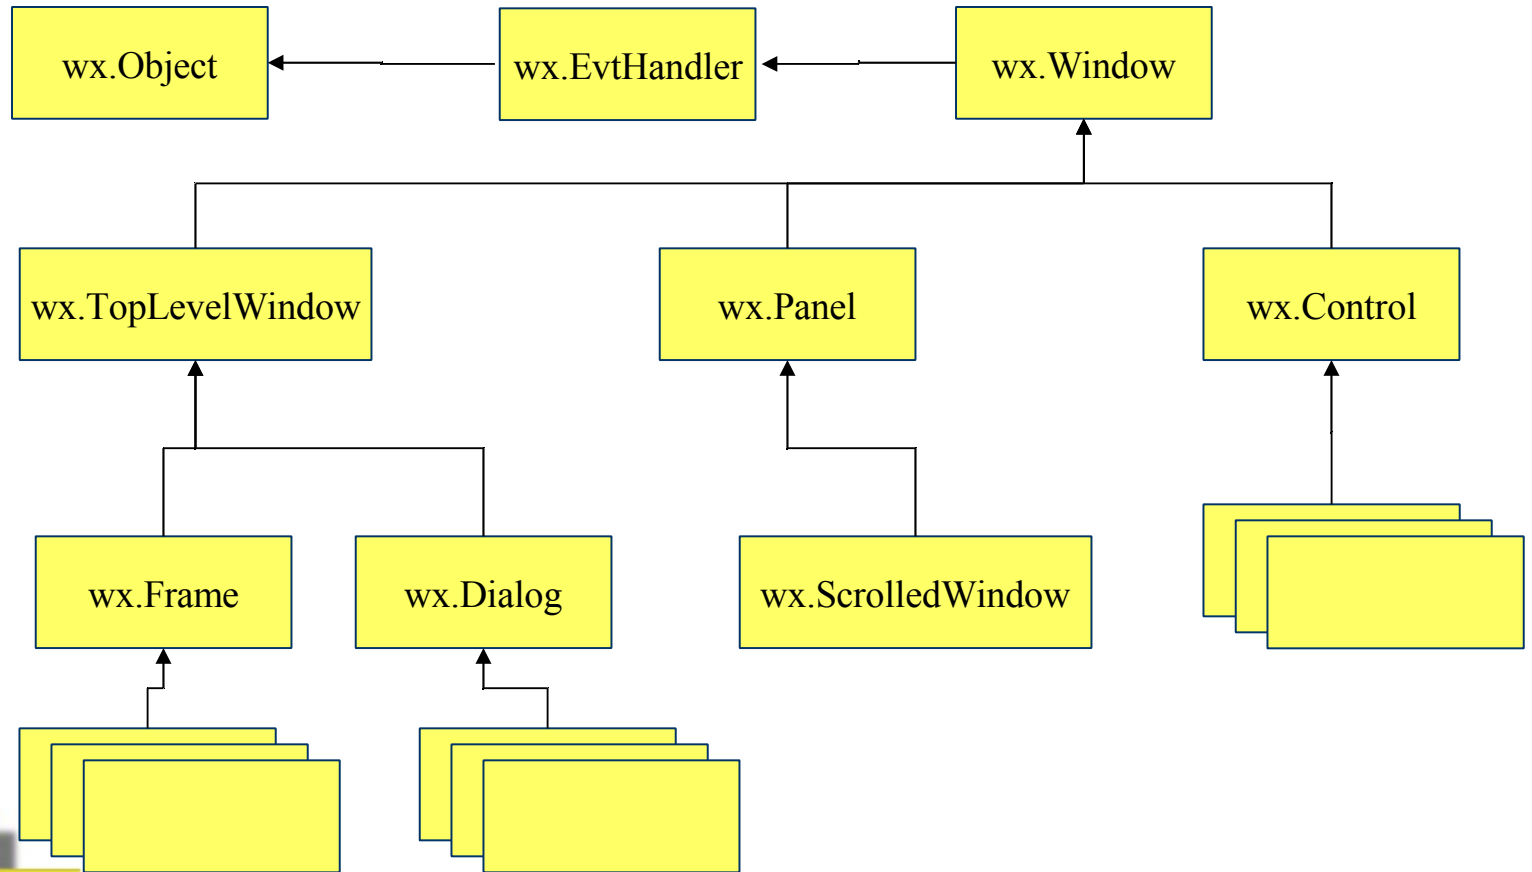 wx.Object
wx.EvtHandler
wx.Window
wx.TopLevelWindow
wx.Panel
wx.Control
wx.Frame
wx.Dialog
wx.ScrolledWindow